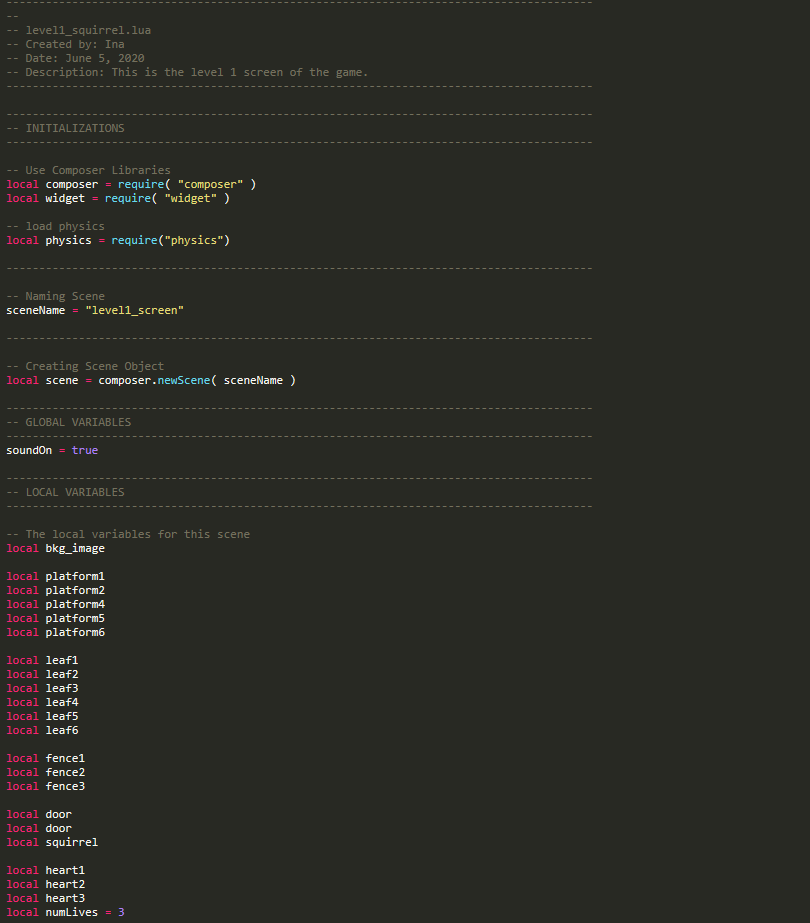 -----------------------------------------------------------------------------------------
--
-- level1_squirrel.lua
-- Created by: Ina
-- Date: June 5, 2020
-- Description: This is the level 1 screen of the game.
-----------------------------------------------------------------------------------------
-----------------------------------------------------------------------------------------
-- INITIALIZATIONS
-----------------------------------------------------------------------------------------
-- Use Composer Libraries
local composer = require( "composer" )
local widget = require( "widget" )
-- load physics
local physics = require("physics")
-----------------------------------------------------------------------------------------
-- Naming Scene
sceneName = "level1_screen"
-----------------------------------------------------------------------------------------
-- Creating Scene Object
local scene = composer.newScene( sceneName )
-----------------------------------------------------------------------------------------
-- GLOBAL VARIABLES
-----------------------------------------------------------------------------------------
soundOn = true
-----------------------------------------------------------------------------------------
-- LOCAL VARIABLES
-----------------------------------------------------------------------------------------
-- The local variables for this scene
local bkg_image
local platform1
local platform2
local platform4
local platform5
local platform6
local leaf1
local leaf2
local leaf3
local leaf4
local leaf5
local leaf6
local fence1
local fence2
local fence3
local door
local door
local squirrel
local heart1
local heart2
local heart3
local numLives = 3